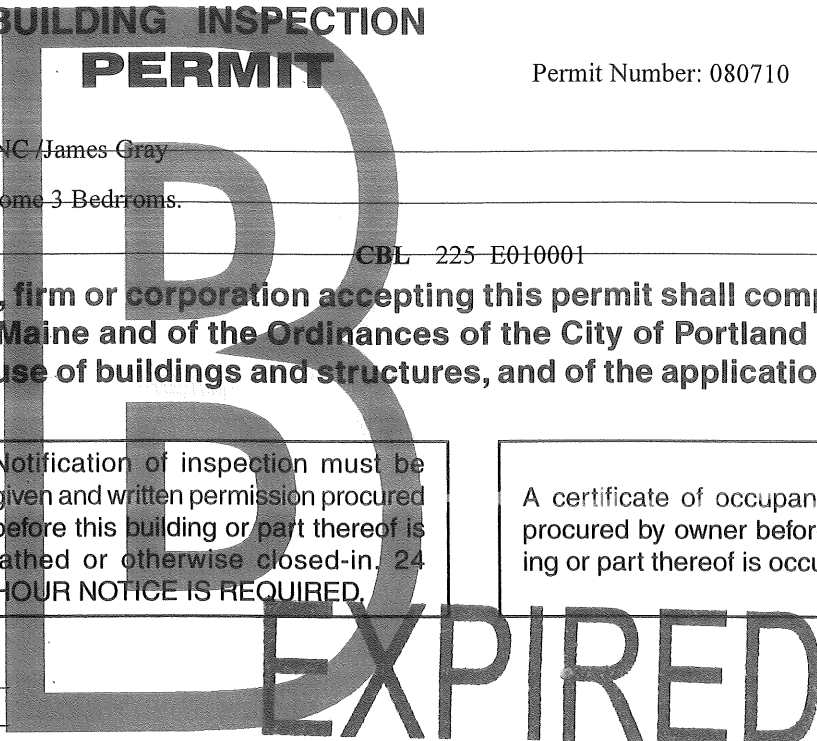 BUILDING INSPECTION
PERMIT
Permit Number: 080710
NC /James Gray
ome 3 Bedrroms.
CBL 225 E010001
, firm or corporation accepting this permit shall comp
Maine and of the Ordinances of the City of Portland
use of buildings and structures, and of the applicatio
Notification of inspection must be
given and written permission procured
before this building or part thereof is
lathed or otherwise closed-in. 24
HOUR NOTICE IS REQUIRED.
A certificate of occupan
procured by owner befor
ing or part thereof is occu
B
EXPIRED